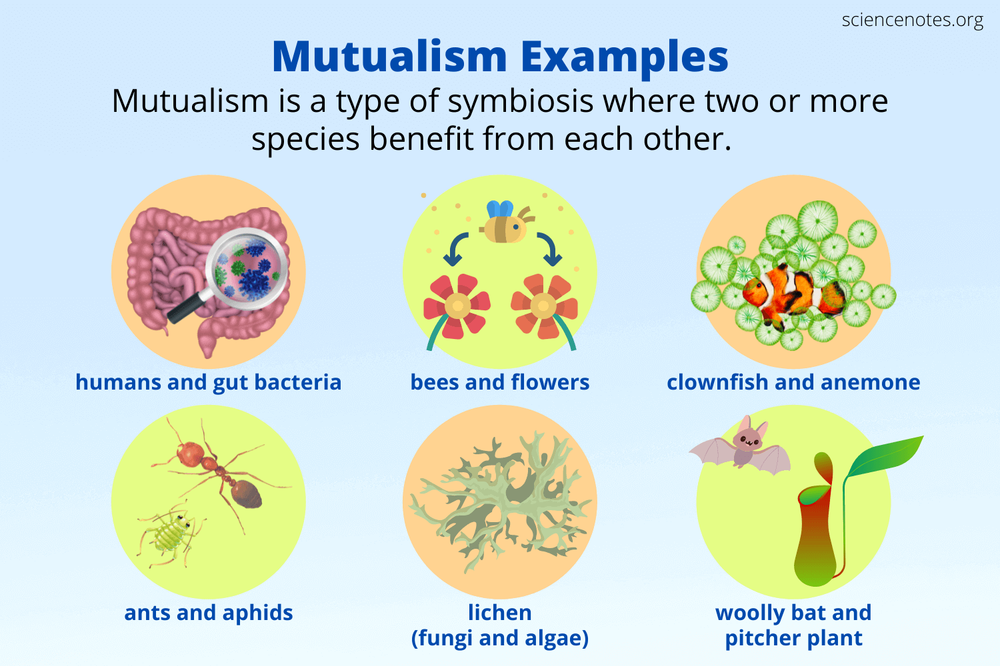 sciencenotes.org
Mutualism Examples
Mutualism is a type of symbiosis where two or more
species benefit from each other.
humans and gut bacteria
bees and flowers
clownfish and anemone
ants and aphids
lichen
(fungi and algae)
woolly bat and
pitcher plant